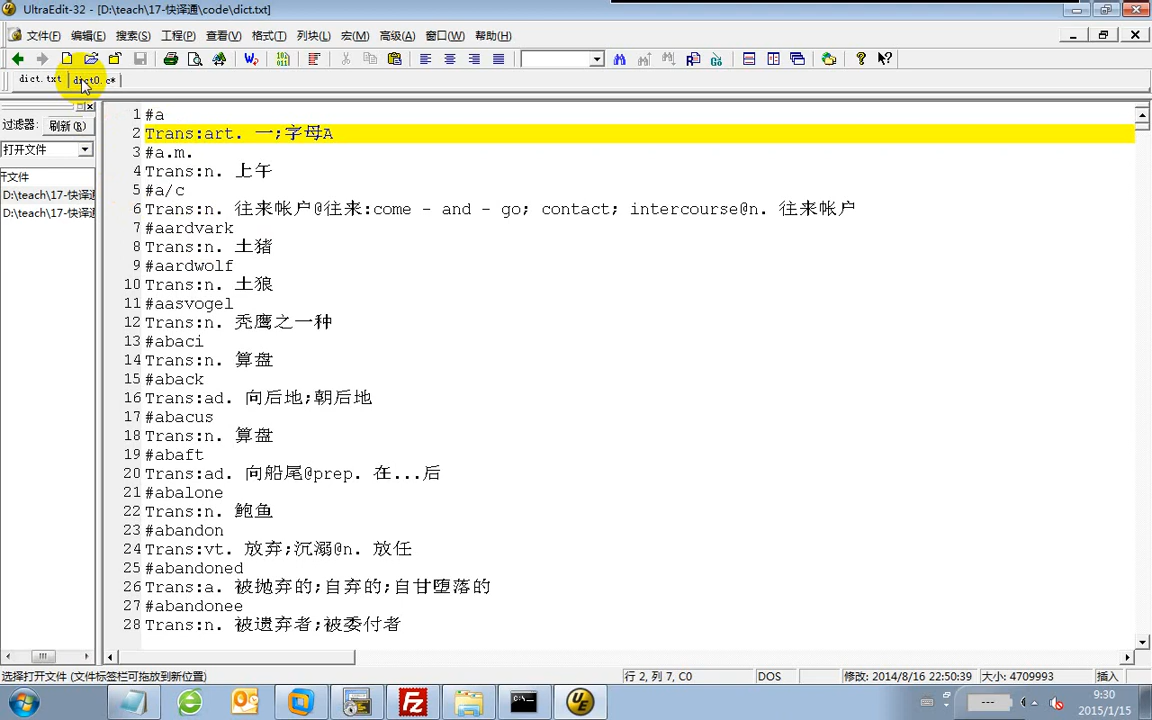 UltraEdit-32 - [D:\teach\17-快译通\code\dict.txt]
文件(F) 编辑(E) 搜索(S) 工程(P) 查看(V) 格式(T) 列块(L) 宏(M) 高级(A) 窗口(W) 帮助(H)
dict.txt dict0.c*
过滤器: 刷新(R)
打开文件
开文件
D:\teach\17-快译通
D:\teach\17-快译通
1 #a
2 Trans:art. 一;字母A
3 #a.m.
4 Trans:n. 上午
5 #a/c
6 Trans:n. 往来帐户@往来:come - and - go; contact; intercourse@n. 往来帐户
7 #aardvark
8 Trans:n. 土猪
9 #aardwolf
10 Trans:n. 土狼
11 #aasvogel
12 Trans:n. 秃鹰之一种
13 #abaci
14 Trans:n. 算盘
15 #aback
16 Trans:ad. 向后地;朝后地
17 #abacus
18 Trans:n. 算盘
19 #abaft
20 Trans:ad. 向船尾@prep. 在...后
21 #abalone
22 Trans:n. 鲍鱼
23 #abandon
24 Trans:vt. 放弃;沉溺@n. 放任
25 #abandoned
26 Trans:a. 被抛弃的;自弃的;自甘堕落的
27 #abandonee
28 Trans:n. 被遗弃者;被委付者
选择打开文件 (文件标签栏可拖放到新位置) 行 2, 列 7, C0 DOS 修改: 2014/8/16 22:50:39 大小: 4709993 插入
9:30
2015/1/15